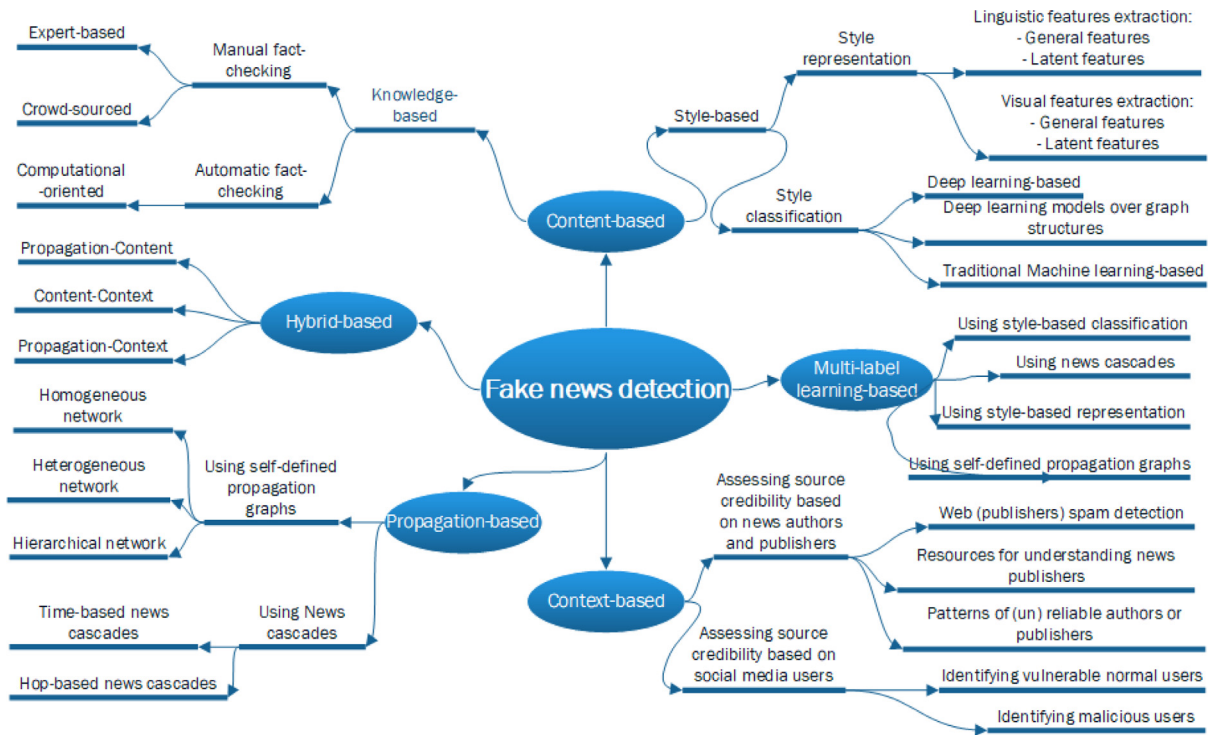 Expert-based
Manual fact-
checking
Crowd-sourced
Knowledge-
based
Computational
-oriented
Automatic fact-
checking
Content-based
Style-based
Style
representation
Linguistic features extraction:
- General features
- Latent features
Visual features extraction:
- General features
- Latent features
Style
classification
Deep learning-based
Deep learning models over graph
structures
Traditional Machine learning-based
Propagation-Content
Content-Context
Propagation-Context
Hybrid-based
Fake news detection
Multi-label
learning-based
Using style-based classification
Using news cascades
Using style-based representation
Using self-defined propagation graphs
Homogeneous
network
Heterogeneous
network
Hierarchical network
Using self-defined
propagation
graphs
Propagation-based
Time-based news
cascades
Hop-based news cascades
Using News
cascades
Context-based
Assessing source
credibility based
on news authors
and publishers
Web (publishers) spam detection
Resources for understanding news
publishers
Patterns of (un) reliable authors or
publishers
Assessing source
credibility based on
social media users
Identifying vulnerable normal users
Identifying malicious users